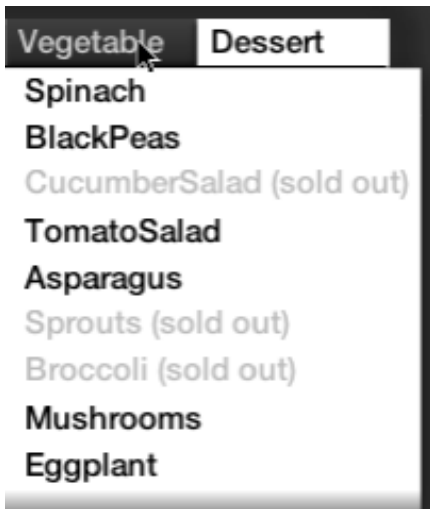 Vegetable Dessert
Spinach
BlackPeas
CucumberSalad (sold out)
TomatoSalad
Asparagus
Sprouts (sold out)
Broccoli (sold out)
Mushrooms
Eggplant